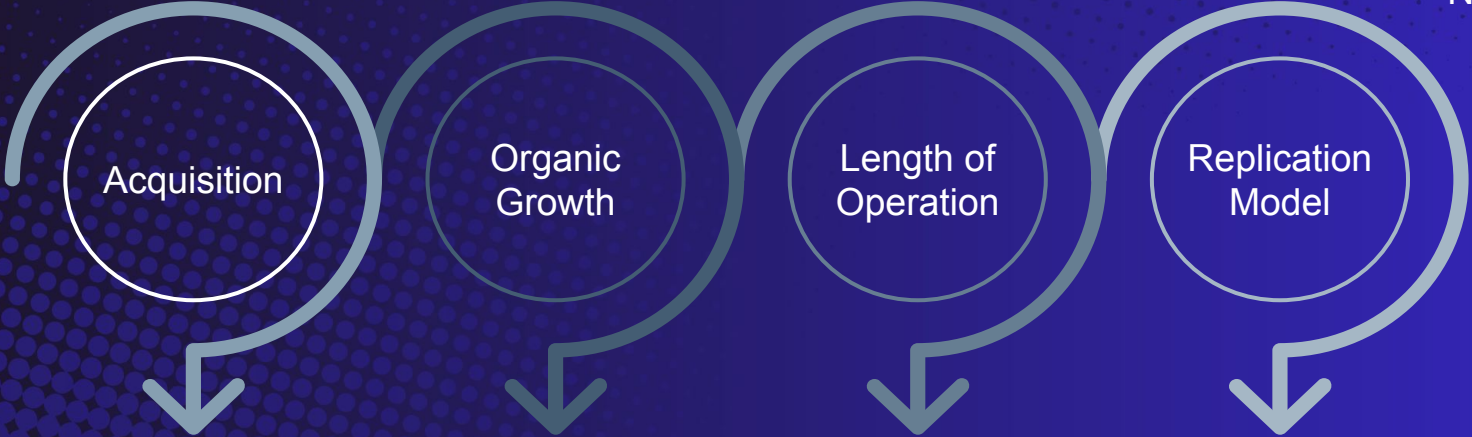 Acquisition
Organic
Growth
Length of
Operation
Replication
Model